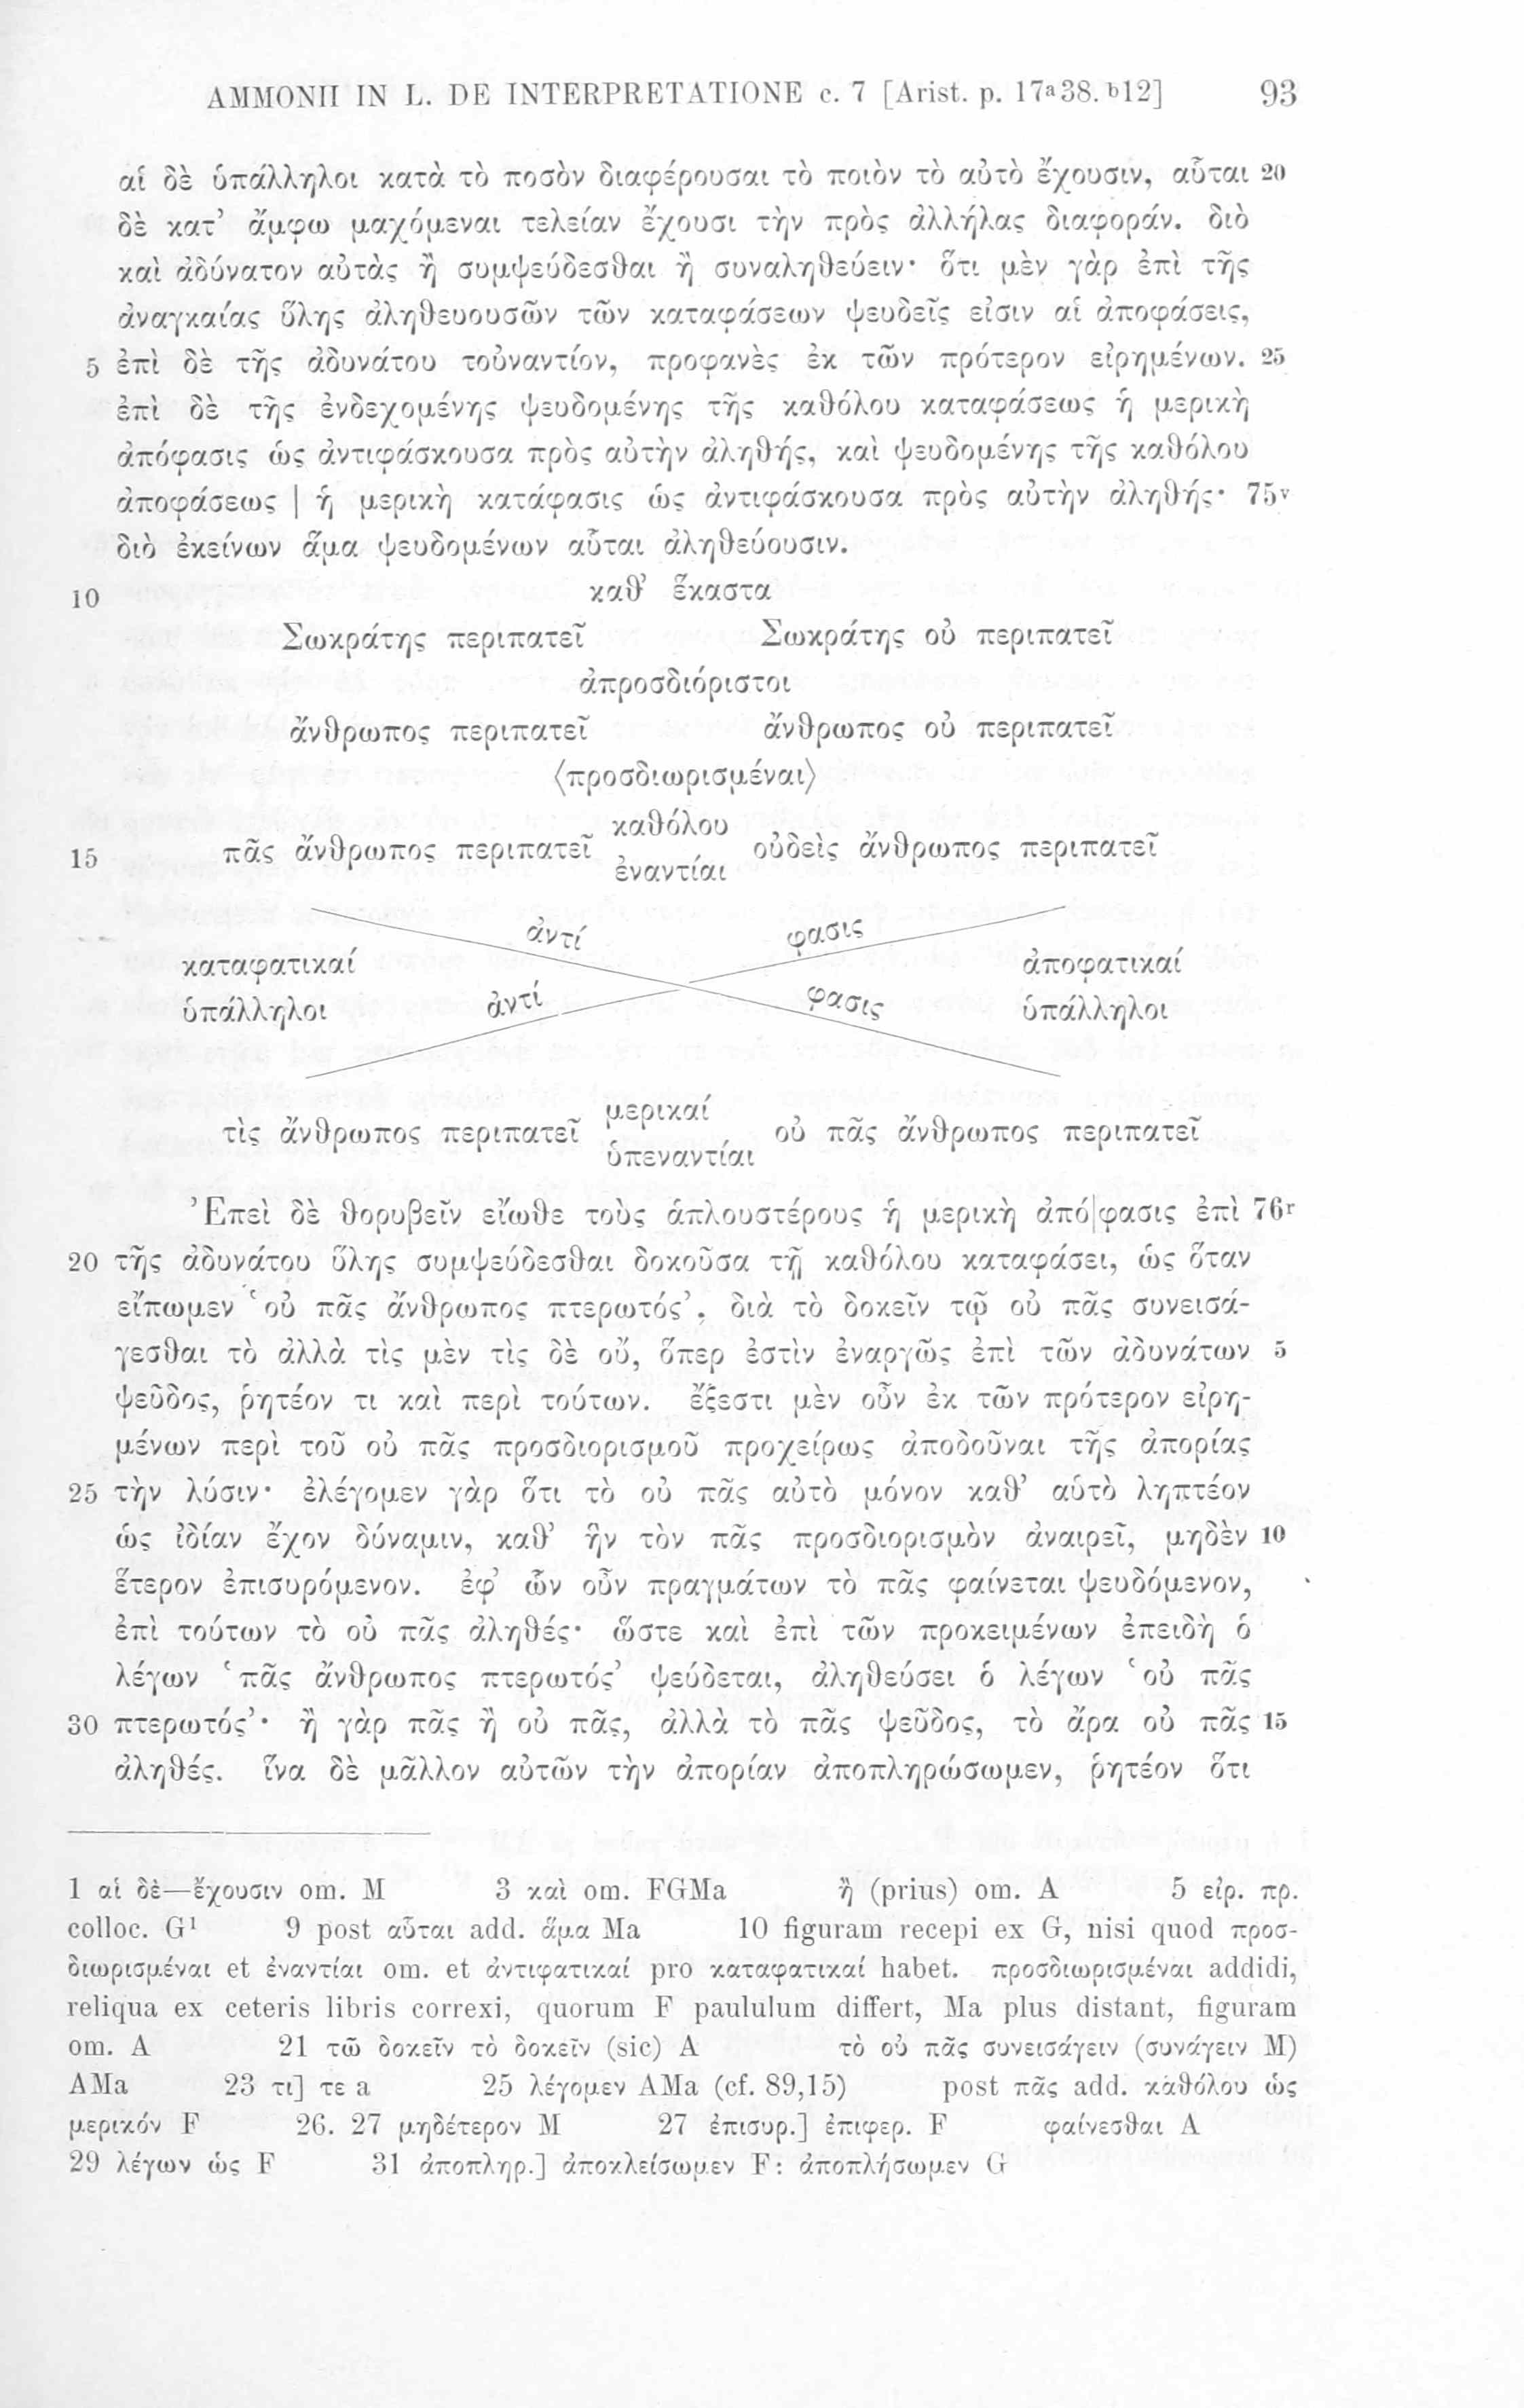 AMMONII IN L. DE INTERPRETATIONE c. 7 [Arist. p. 17a38. b12] 93
αἱ δὲ ὑπάλληλοι κατὰ τὸ ποσὸν διαφέρουσαι τὸ ποιὸν τὸ αὐτὸ ἔχουσιν, αὗται 20
δὲ κατ’ ἄμφω μαχόμεναι τελείαν ἔχουσι τὴν πρὸς ἀλλήλας διαφοράν. διὸ
καὶ ἀδύνατον αὐτὰς ἢ συμψεύδεσθαι ἢ συναληθεύειν· ὅτι μὲν γὰρ ἐπὶ τῆς
ἀναγκαίας ὕλης ἀληθευουσῶν τῶν καταφάσεων ψευδεῖς εἰσιν αἱ ἀποφάσεις,
5 ἐπὶ δὲ τῆς ἀδυνάτου τοὐναντίον, προφανὲς ἐκ τῶν πρότερον εἰρημένων. 25
ἐπὶ δὲ τῆς ἐνδεχομένης ψευδομένης τῆς καθόλου καταφάσεως ἡ μερικὴ
ἀπόφασις ὡς ἀντιφάσκουσα πρὸς αὐτὴν ἀληθής, καὶ ψευδομένης τῆς καθόλου
ἀποφάσεως | ἡ μερικὴ κατάφασις ὡς ἀντιφάσκουσα πρὸς αὐτὴν ἀληθής· 75v
διὸ ἐκείνων ἅμα ψευδομένων αὗται ἀληθεύουσιν.
10 καθ’ ἕκαστα
Σωκράτης περιπατεῖ Σωκράτης οὐ περιπατεῖ
ἀπροσδιόριστοι
ἄνθρωπος περιπατεῖ ἄνθρωπος οὐ περιπατεῖ
⟨προσδιωρισμέναι⟩
καθόλου
15 πᾶς ἄνθρωπος περιπατεῖ οὐδεὶς ἄνθρωπος περιπατεῖ
ἐναντίαι
ἀντί φασις
καταφατικαί ἀποφατικαί
ὑπάλληλοι ἀντί φασις ὑπάλληλοι
μερικαί
τὶς ἄνθρωπος περιπατεῖ οὐ πᾶς ἄνθρωπος περιπατεῖ
ὑπεναντίαι
Ἐπεὶ δὲ θορυβεῖν εἴωθε τοὺς ἁπλουστέρους ἡ μερικὴ ἀπό|φασις ἐπὶ 76r
20 τῆς ἀδυνάτου ὕλης συμψεύδεσθαι δοκοῦσα τῇ καθόλου καταφάσει, ὡς ὅταν
εἴπωμεν ‘οὐ πᾶς ἄνθρωπος πτερωτός’, διὰ τὸ δοκεῖν τῷ οὐ πᾶς συνεισά-
γεσθαι τὸ ἀλλὰ τὶς μὲν τὶς δὲ οὔ, ὅπερ ἐστὶν ἐναργῶς ἐπὶ τῶν ἀδυνάτων 5
ψεῦδος, ῥητέον τι καὶ περὶ τούτων. ἔξεστι μὲν οὖν ἐκ τῶν πρότερον εἰρη-
μένων περὶ τοῦ οὐ πᾶς προσδιορισμοῦ προχείρως ἀποδοῦναι τῆς ἀπορίας
25 τὴν λύσιν· ἐλέγομεν γὰρ ὅτι τὸ οὐ πᾶς αὐτὸ μόνον καθ’ αὑτὸ ληπτέον
ὡς ἰδίαν ἔχον δύναμιν, καθ’ ἣν τὸν πᾶς προσδιορισμὸν ἀναιρεῖ, μηδὲν 10
ἕτερον ἐπισυρόμενον. ἐφ’ ὧν οὖν πραγμάτων τὸ πᾶς φαίνεται ψευδόμενον,
ἐπὶ τούτων τὸ οὐ πᾶς ἀληθές· ὥστε καὶ ἐπὶ τῶν προκειμένων ἐπειδὴ ὁ
λέγων ‘πᾶς ἄνθρωπος πτερωτός’ ψεύδεται, ἀληθεύσει ὁ λέγων ‘οὐ πᾶς
30 πτερωτός’· ἢ γὰρ πᾶς ἢ οὐ πᾶς, ἀλλὰ τὸ πᾶς ψεῦδος, τὸ ἄρα οὐ πᾶς 15
ἀληθές. ἵνα δὲ μᾶλλον αὐτῶν τὴν ἀπορίαν ἀποπληρώσωμεν, ῥητέον ὅτι
1 αἱ δὲ—ἔχουσιν om. M 3 καὶ om. FGMa ἢ (prius) om. A 5 εἰρ. πρ.
colloc. G1 9 post αὗται add. ἅμα Ma 10 figuram recepi ex G, nisi quod προσ-
διωρισμέναι et ἐναντίαι om. et ἀντιφατικαί pro καταφατικαί habet. προσδιωρισμέναι addidi,
reliqua ex ceteris libris correxi, quorum F paululum differt, Ma plus distant, figuram
om. A 21 τῶ δοκεῖν τὸ δοκεῖν (sic) A τὸ οὐ πᾶς συνεισάγειν (συνάγειν M)
AMa 23 τι] τε a 25 λέγομεν AMa (cf. 89,15) post πᾶς add. καθόλου ὡς
μερικόν F 26. 27 μηδέτερον M 27 ἐπισυρ.] ἐπιφερ. F φαίνεσθαι A
29 λέγων ὡς F 31 ἀποπληρ.] ἀποκλείσωμεν F: ἀποπλήσωμεν G